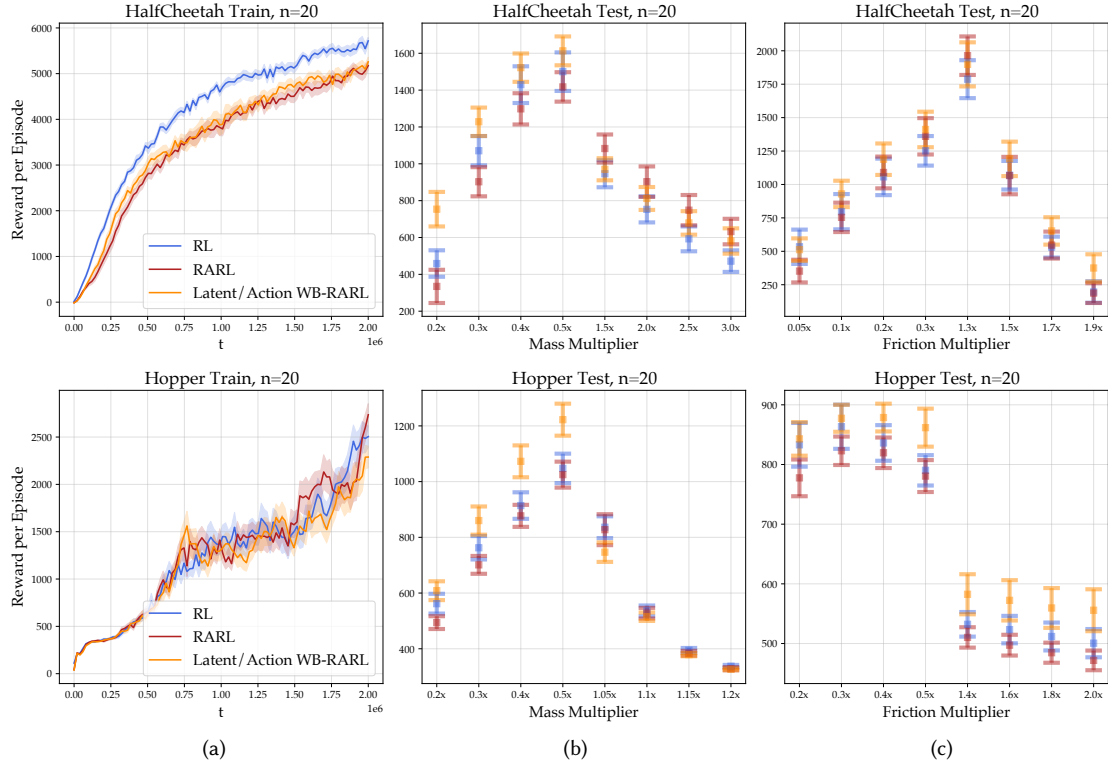 HalfCheetah Train, n=20
Reward per Episode
6000
5000
4000
3000
2000
1000
0
RL
RARL
Latent/Action WB-RARL
0.00 0.25 0.50 0.75 1.00 1.25 1.50 1.75 2.00
t
1e6
HalfCheetah Test, n=20
1600
1400
1200
1000
800
600
400
200
0.2x 0.3x 0.4x 0.5x 1.5x 2.0x 2.5x 3.0x
Mass Multiplier
HalfCheetah Test, n=20
2000
1750
1500
1250
1000
750
500
250
0.05x 0.1x 0.2x 0.3x 1.3x 1.5x 1.7x 1.9x
Friction Multiplier
Hopper Train, n=20
Reward per Episode
2500
2000
1500
1000
500
0
RL
RARL
Latent/Action WB-RARL
0.00 0.25 0.50 0.75 1.00 1.25 1.50 1.75 2.00
t
1e6
Hopper Test, n=20
1200
1000
800
600
400
0.2x 0.3x 0.4x 0.5x 1.05x 1.1x 1.15x 1.2x
Mass Multiplier
Hopper Test, n=20
900
800
700
600
500
0.2x 0.3x 0.4x 0.5x 1.4x 1.6x 1.8x 2.0x
Friction Multiplier
(a)
(b)
(c)